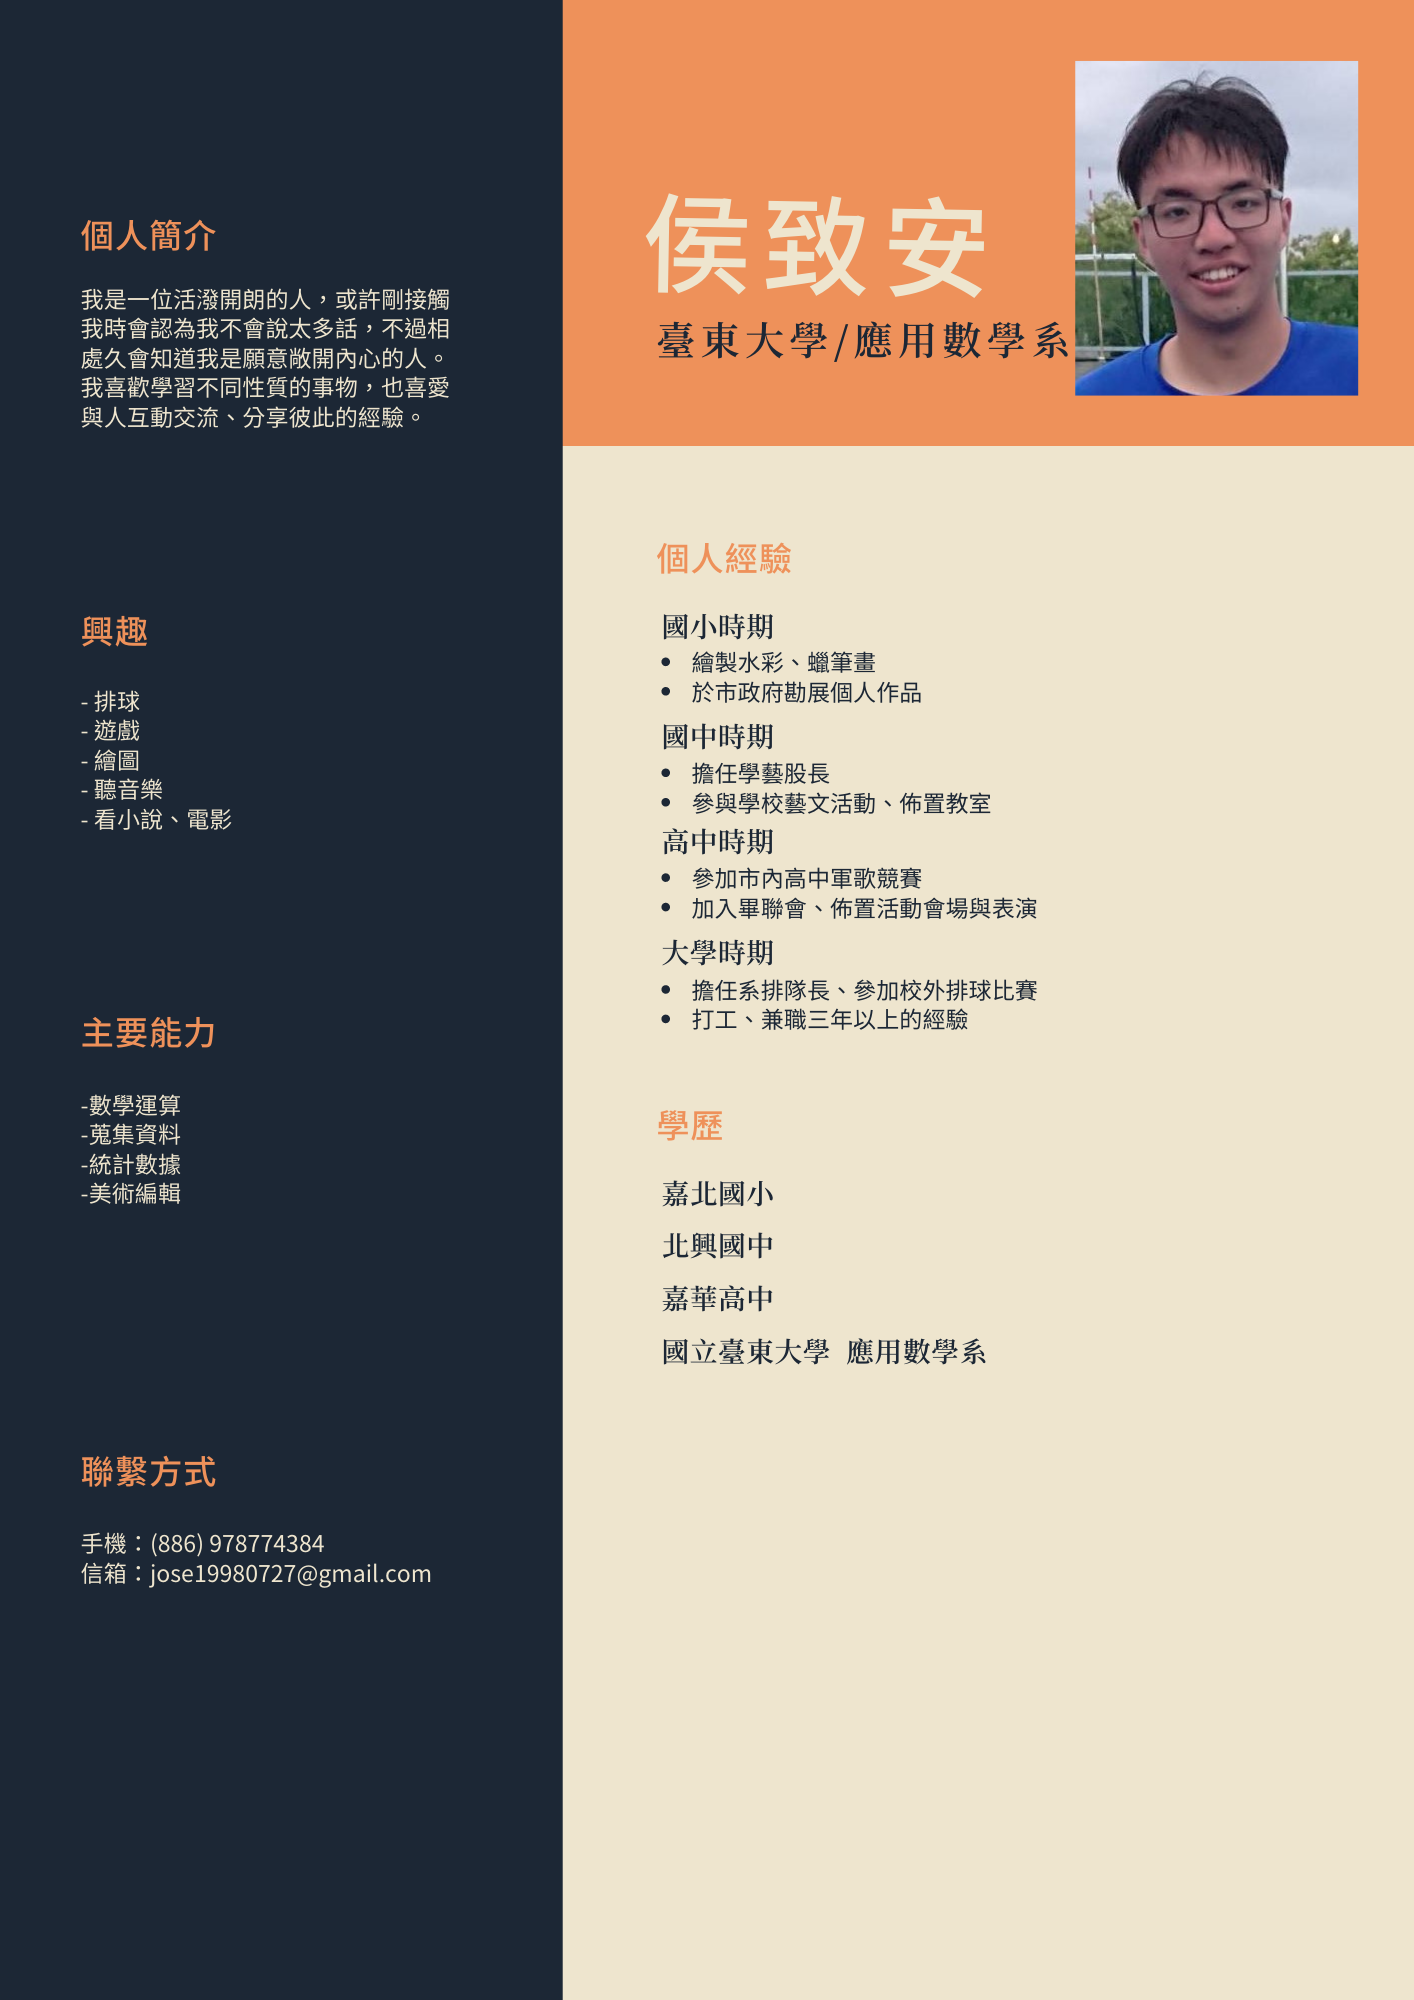 侯致安
臺東大學/應用數學系
個人簡介
我是一位活潑開朗的人，或許剛接觸
我時會認為我不會說太多話，不過相
處久會知道我是願意敞開內心的人。
我喜歡學習不同性質的事物，也喜愛
與人互動交流、分享彼此的經驗。
興趣
- 排球
- 遊戲
- 繪圖
- 聽音樂
- 看小說、電影
主要能力
-數學運算
-蒐集資料
-統計數據
-美術編輯
聯繫方式
手機：(886) 978774384
信箱：jose19980727@gmail.com
個人經驗
國小時期
• 繪製水彩、蠟筆畫
• 於市政府勘展個人作品
國中時期
• 擔任學藝股長
• 參與學校藝文活動、佈置教室
高中時期
• 參加市內高中軍歌競賽
• 加入畢聯會、佈置活動會場與表演
大學時期
• 擔任系排隊長、參加校外排球比賽
• 打工、兼職三年以上的經驗
學歷
嘉北國小
北興國中
嘉華高中
國立臺東大學 應用數學系